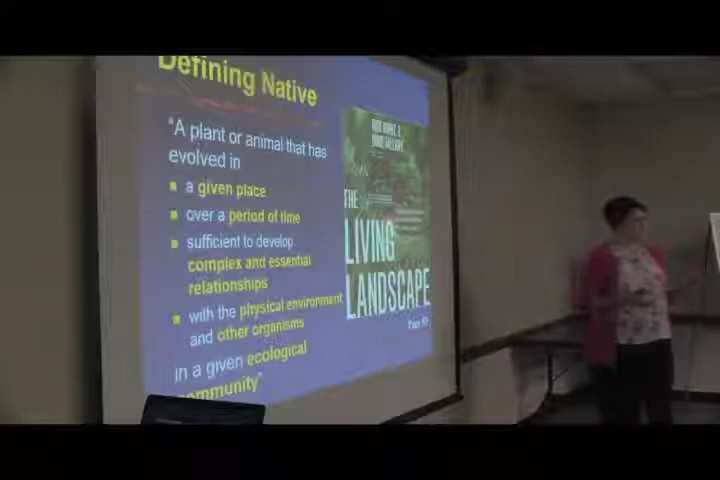 Defining Native
"A plant or animal that has
evolved in
a given place
over a period of time
sufficient to develop
complex and essential
relationships
with the physical environment
and other organisms
in a given ecological
community"
THE
LIVING
LANDSCAPE